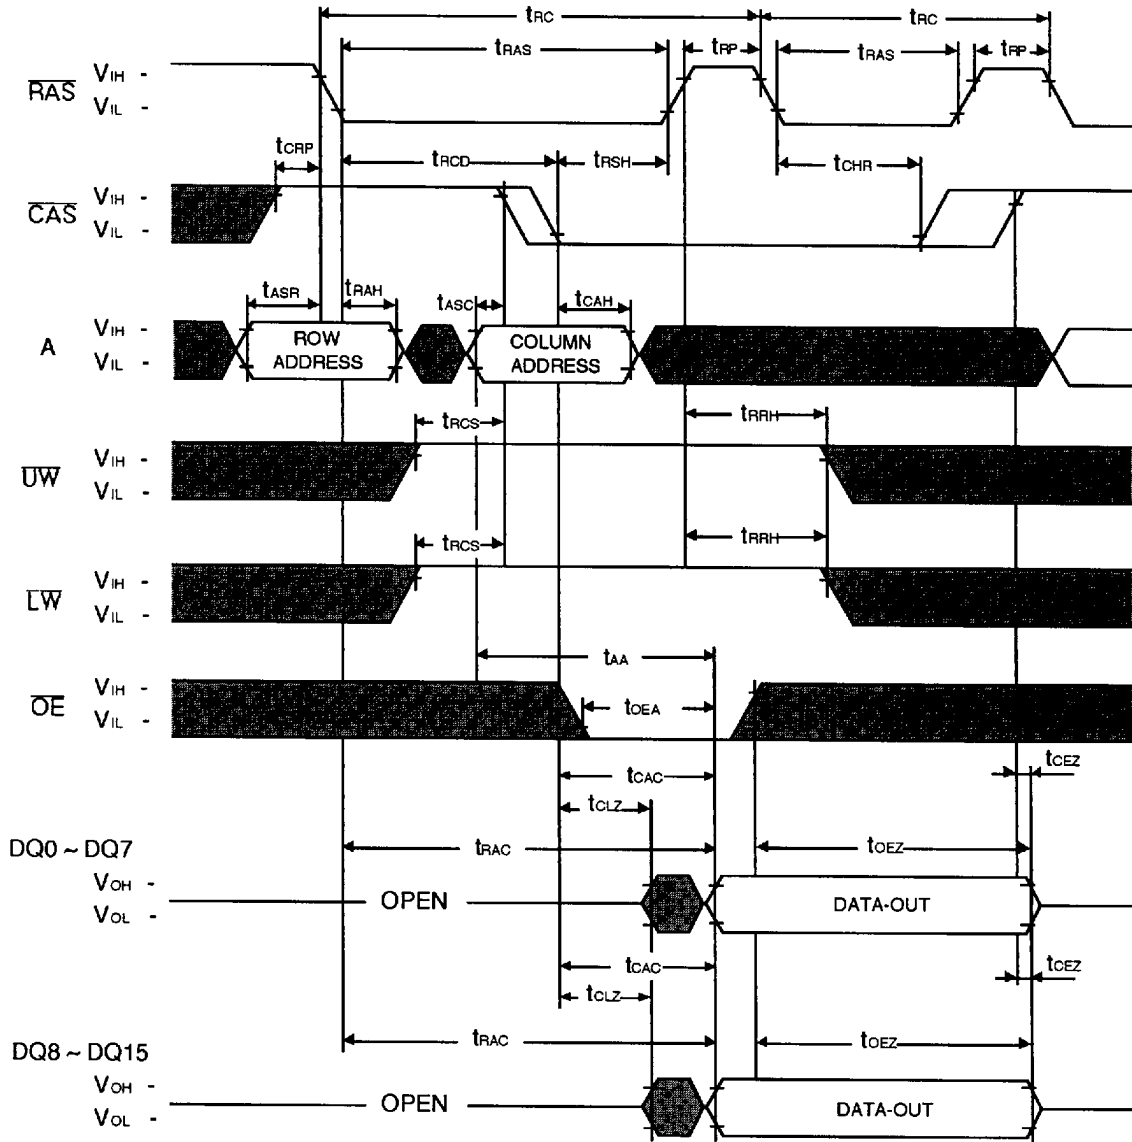 tRC tRC
tRAS tRP tRAS tRP
RAS VIH -
VIL -
tCRP tRCD tRSH tCHR
CAS VIH -
VIL -
tASR tRAH tASC tCAH
A VIH -
VIL -
ROW
ADDRESS
COLUMN
ADDRESS
tRCS tRRH
UW VIH -
VIL -
tRCS tRRH
LW VIH -
VIL -
tAA
OE VIH -
VIL -
tOEA
tCAC tCEZ
tCLZ
DQ0 ~ DQ7
tRAC tOEZ
VOH -
VOL -
OPEN DATA-OUT
tCAC tCEZ
tCLZ
DQ8 ~ DQ15
tRAC tOEZ
VOH -
VOL -
OPEN DATA-OUT